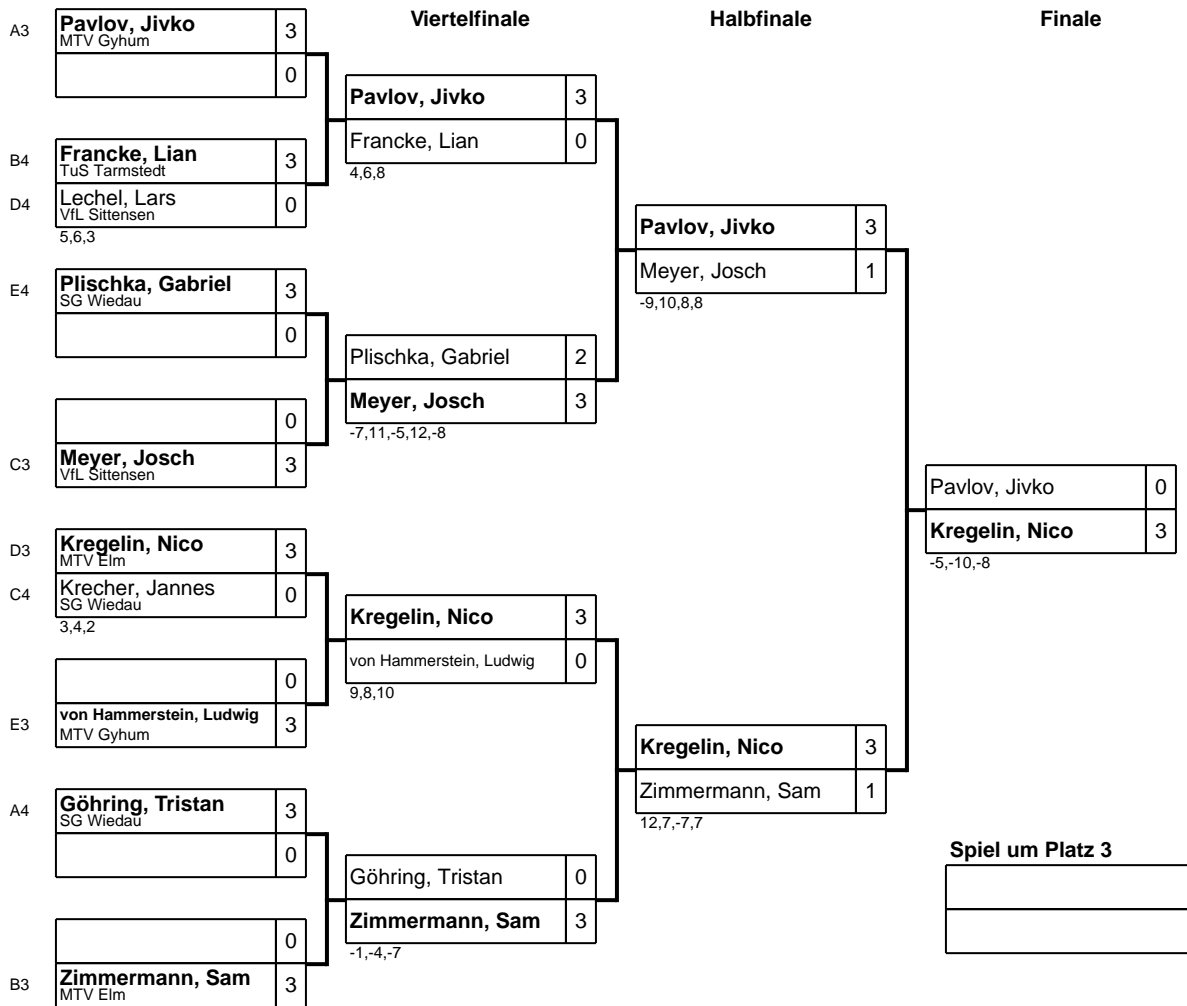 Viertelfinale
Halbfinale
Finale
A3
Pavlov, Jivko 3
MTV Gyhum
0
B4
Francke, Lian 3
TuS Tarmstedt
D4
Lechel, Lars 0
VfL Sittensen
5,6,3
E4
Plischka, Gabriel 3
SG Wiedau
0
0
C3
Meyer, Josch 3
VfL Sittensen
D3
Kregelin, Nico 3
MTV Elm
C4
Krecher, Jannes 0
SG Wiedau
3,4,2
0
E3
von Hammerstein, Ludwig 3
MTV Gyhum
A4
Göhring, Tristan 3
SG Wiedau
0
0
B3
Zimmermann, Sam 3
MTV Elm
Pavlov, Jivko 3
Francke, Lian 0
4,6,8
Plischka, Gabriel 2
Meyer, Josch 3
-7,11,-5,12,-8
Kregelin, Nico 3
von Hammerstein, Ludwig 0
9,8,10
Göhring, Tristan 0
Zimmermann, Sam 3
-1,-4,-7
Pavlov, Jivko 3
Meyer, Josch 1
-9,10,8,8
Kregelin, Nico 3
Zimmermann, Sam 1
12,7,-7,7
Pavlov, Jivko 0
Kregelin, Nico 3
-5,-10,-8
Spiel um Platz 3